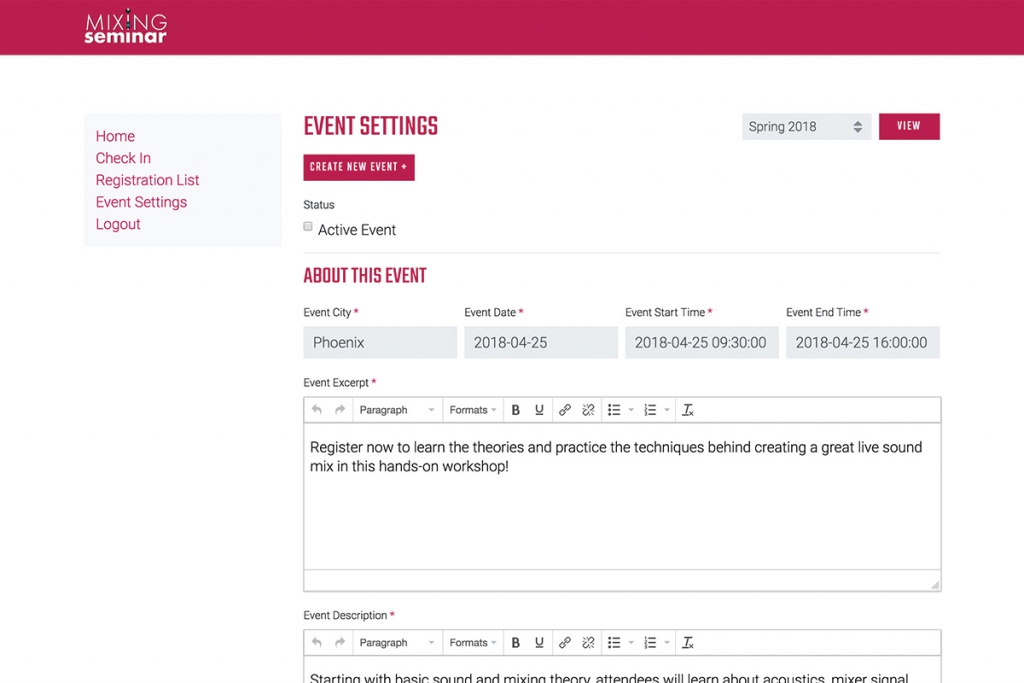 MIXING
seminar
Home
Check In
Registration List
Event Settings
Logout
EVENT SETTINGS
Spring 2018
VIEW
CREATE NEW EVENT +
Status
Active Event
ABOUT THIS EVENT
Event City * Event Date * Event Start Time * Event End Time *
Phoenix 2018-04-25 2018-04-25 09:30:00 2018-04-25 16:00:00
Event Excerpt *
Paragraph Formats B U
Register now to learn the theories and practice the techniques behind creating a great live sound
mix in this hands-on workshop!
Event Description *
Paragraph Formats B U
Starting with basic sound and mixing theory, attendees will learn about acoustics, mixer signal